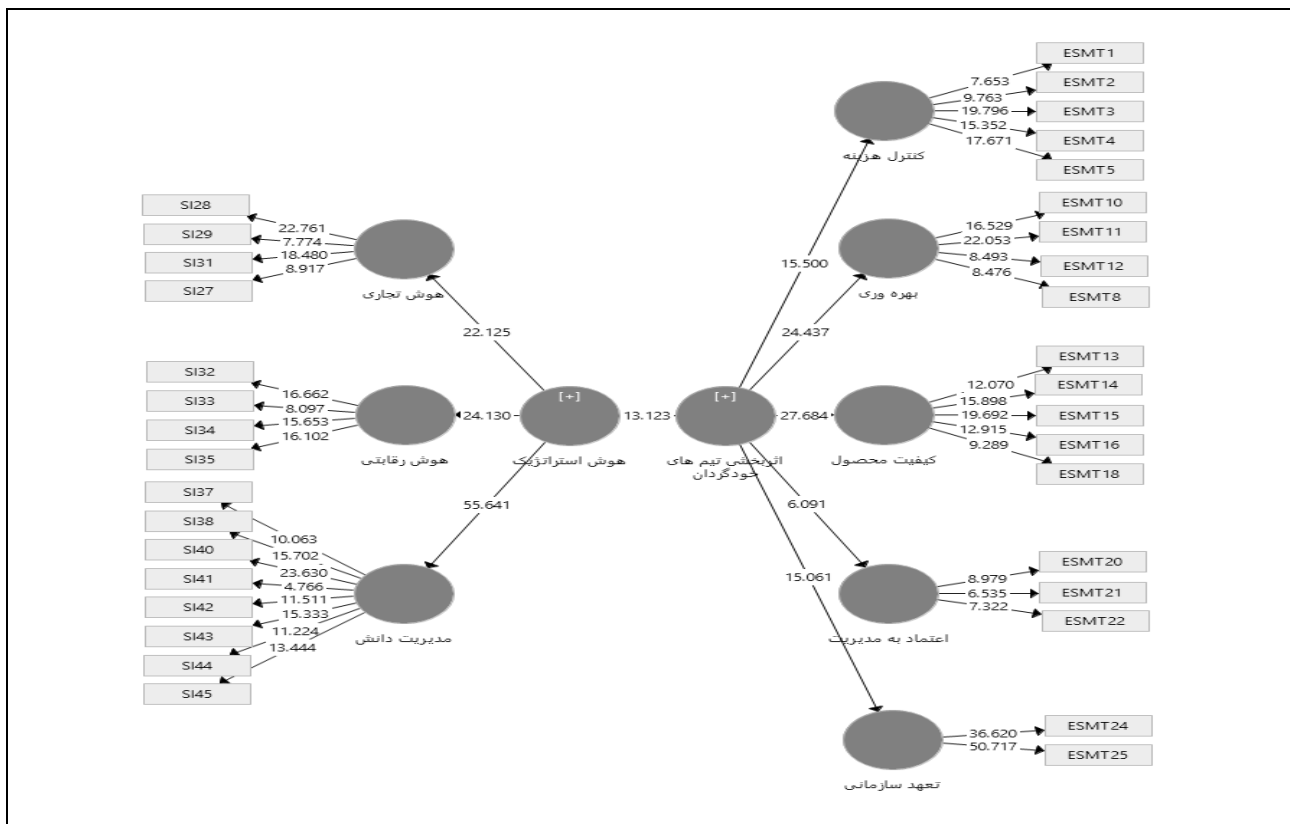 ESMT1
7.653
ESMT2
9.763
ESMT3
19.796
ESMT4
15.352
ESMT5
17.671
کنترل هزینه
ESMT10
16.529
ESMT11
22.053
ESMT12
8.493
ESMT8
8.476
بهره وری
15.500
24.437
SI28
22.761
SI29
7.774
SI31
18.480
SI27
8.917
هوش تجاری
22.125
SI32
16.662
SI33
8.097
SI34
15.653
SI35
16.102
هوش رقابتی
24.130
[+]
هوش استراتژیک
13.123
[+]
اثربخشی تیم های
خودگردان
27.684
کیفیت محصول
ESMT13
12.070
ESMT14
15.898
ESMT15
19.692
ESMT16
12.915
ESMT18
9.289
55.641
6.091
15.061
SI37
10.063
SI38
15.702
SI40
23.630
SI41
4.766
SI42
11.511
SI43
15.333
SI44
11.224
SI45
13.444
مدیریت دانش
ESMT20
8.979
ESMT21
6.535
ESMT22
7.322
اعتماد به مدیریت
ESMT24
36.620
ESMT25
50.717
تعهد سازمانی